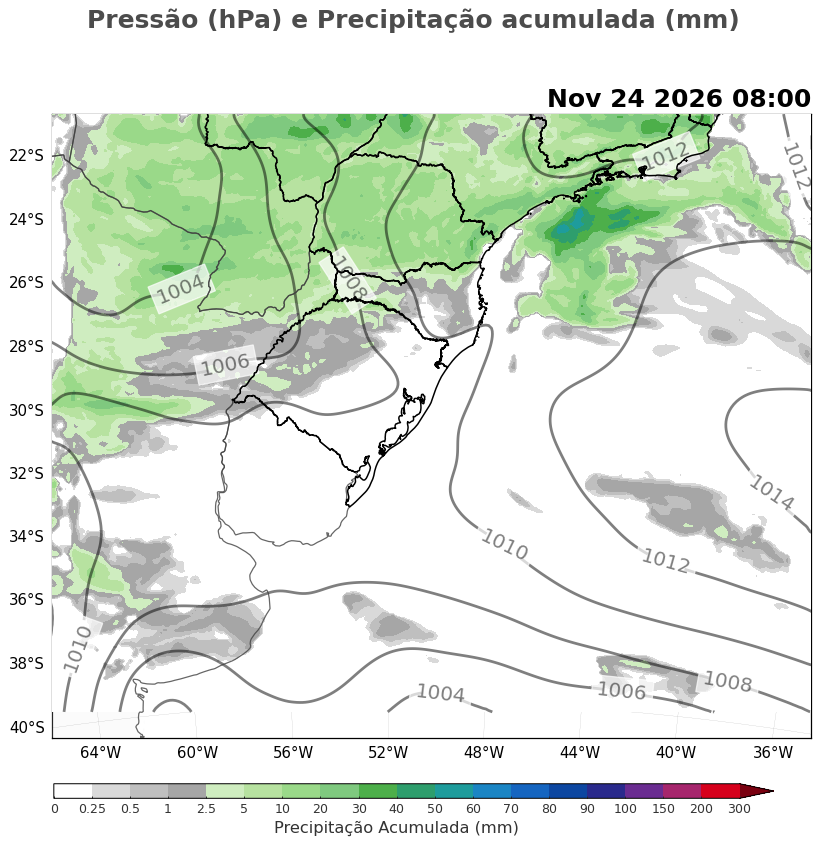 Pressão (hPa) e Precipitação acumulada (mm)
Nov 24 2026 08:00
22°S
24°S
26°S
28°S
30°S
32°S
34°S
36°S
38°S
40°S
1012
1012
1004
1008
1006
1014
1010
1012
1010
1008
1006
1004
64°W 60°W 56°W 52°W 48°W 44°W 40°W 36°W
0 0.25 0.5 1 2.5 5 10 20 30 40 50 60 70 80 90 100 150 200 300
Precipitação Acumulada (mm)